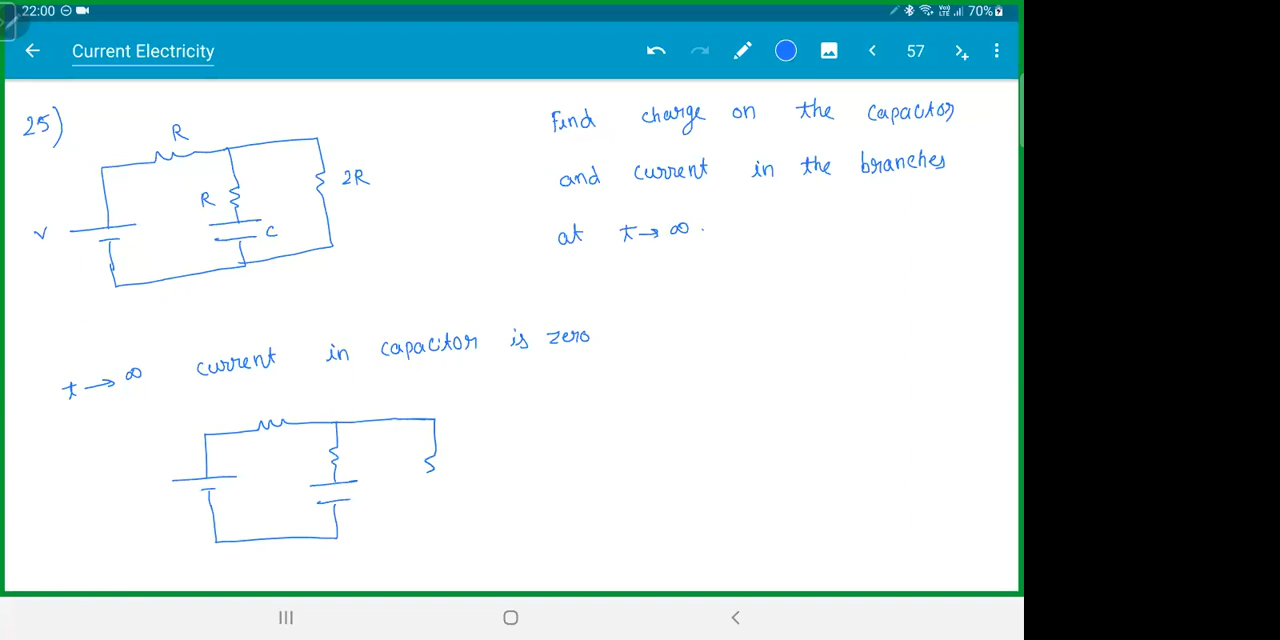 22:00 70%
Current Electricity 57
25)
R
R
2R
V
C
Find charge on the capacitor
and current in the branches
at t→ ∞.
t → ∞ current in capacitor is zero